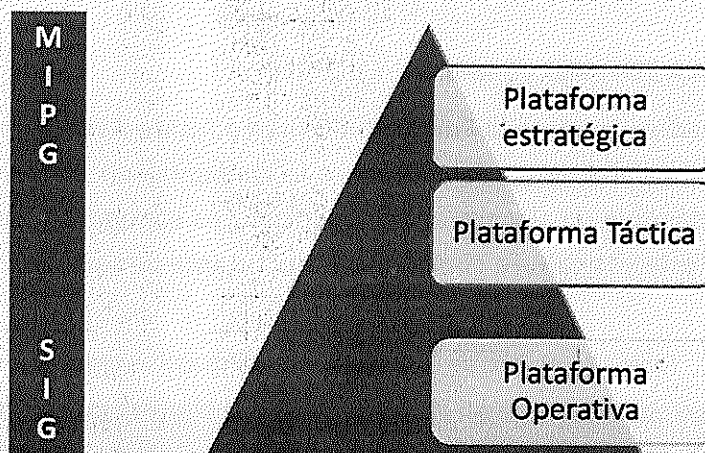 M
I
P
G
S
I
G
Plataforma
estratégica
Plataforma Táctica
Plataforma
Operativa